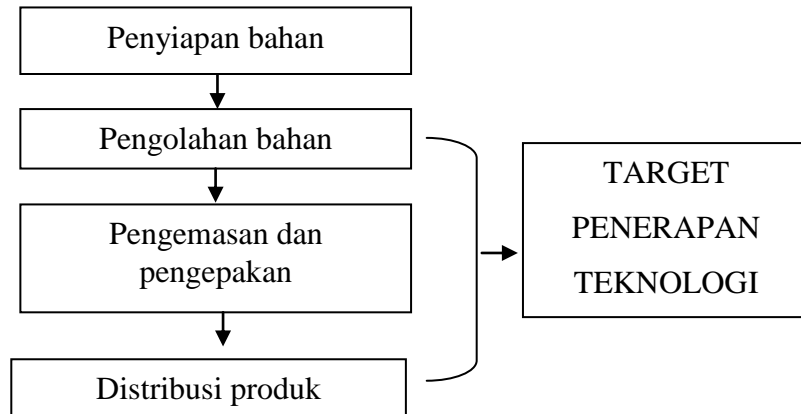 Penyiapan bahan
Pengolahan bahan
Pengemasan dan
pengepakan
Distribusi produk
TARGET
PENERAPAN
TEKNOLOGI